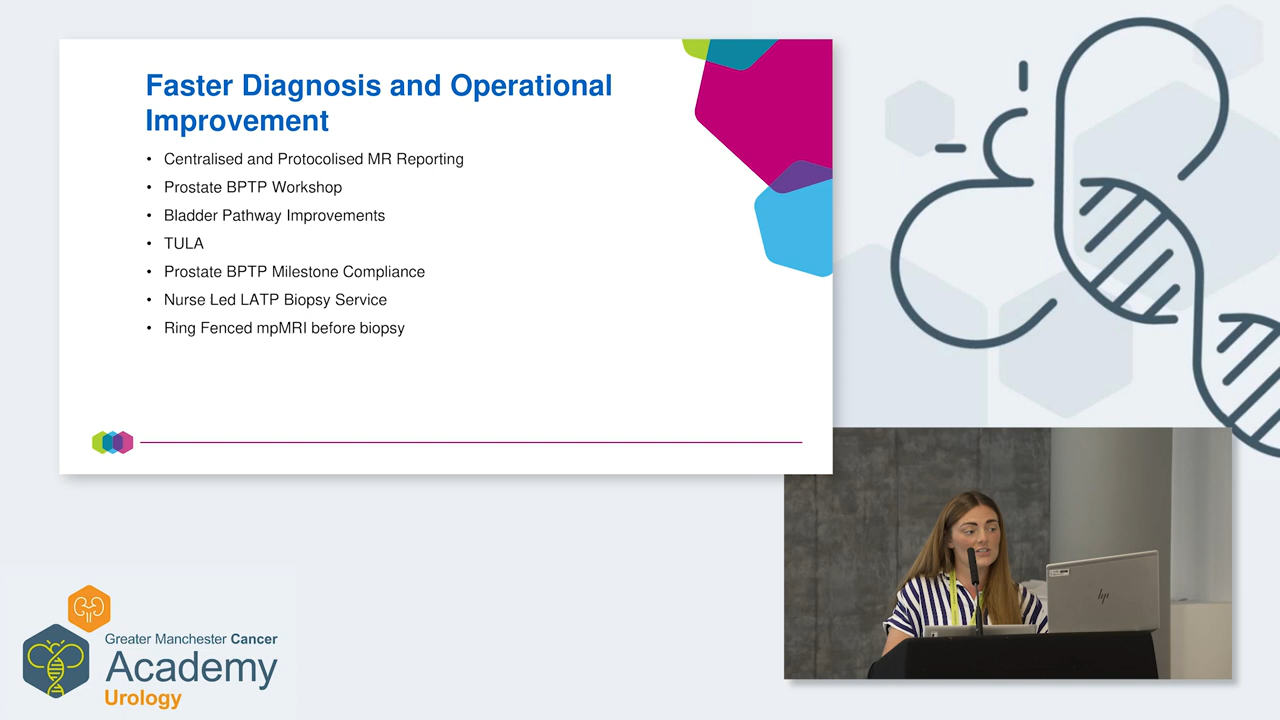 Faster Diagnosis and Operational
Improvement
• Centralised and Protocolised MR Reporting
• Prostate BPTP Workshop
• Bladder Pathway Improvements
• TULA
• Prostate BPTP Milestone Compliance
• Nurse Led LATP Biopsy Service
• Ring Fenced mpMRI before biopsy
hp
Greater Manchester Cancer
Academy
Urology